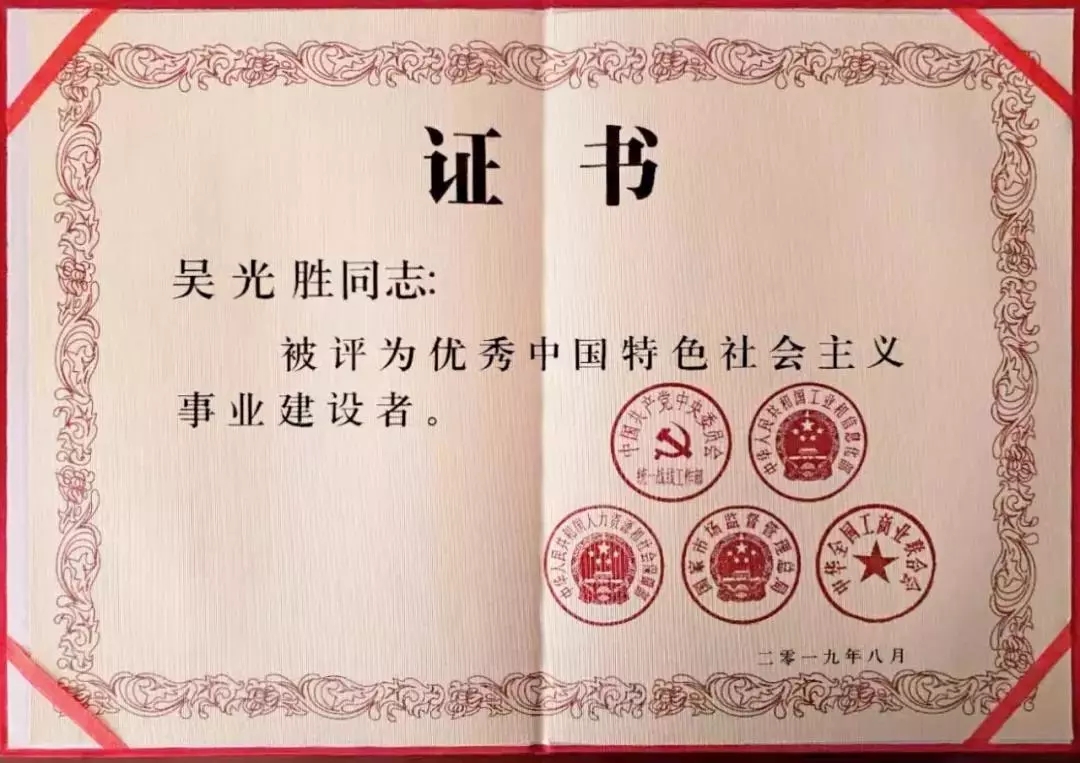 证书
吴光胜同志:
被评为优秀中国特色社会主义
事业建设者。
中国共产党中央委员会
统一战线工作部
中华人民共和国工业和信息化部
中华人民共和国人力资源和社会保障部
国家市场监督管理总局
中华全国工商业联合会
二零一九年八月